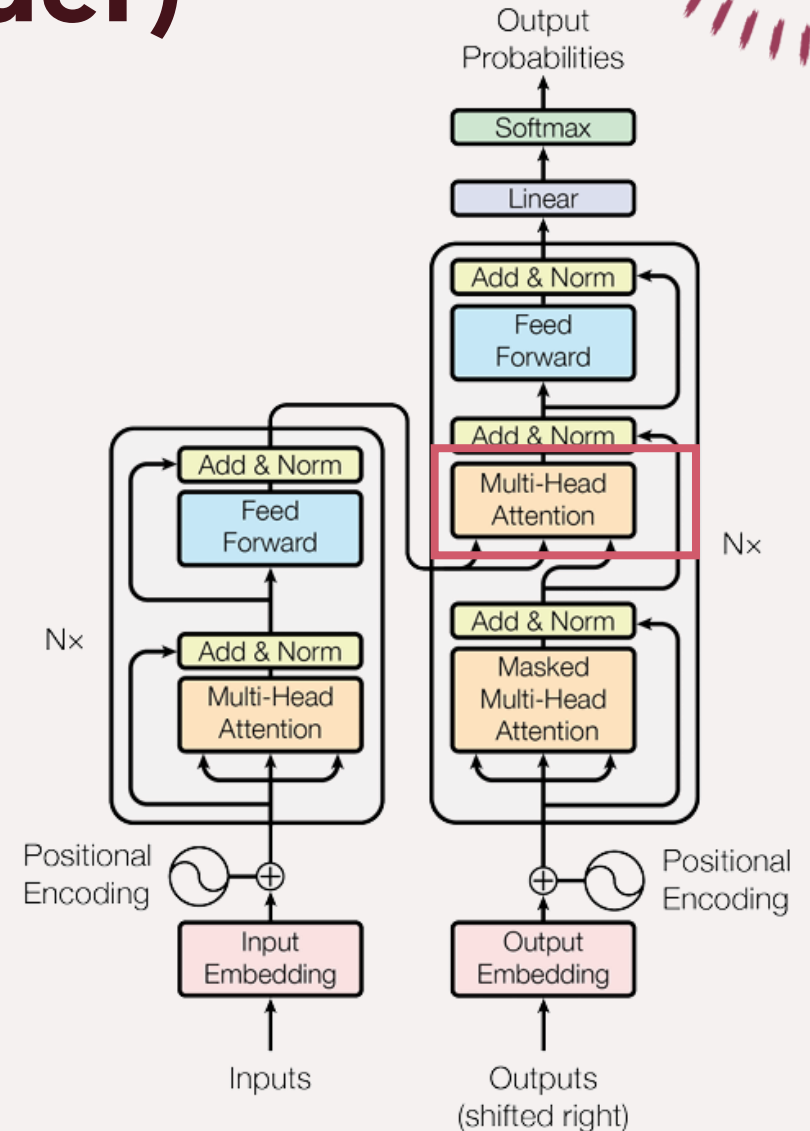 Output
Probabilities
Softmax
Linear
Add & Norm
Feed
Forward
Add & Norm
Multi-Head
Attention
Nx
Add & Norm
Masked
Multi-Head
Attention
Add & Norm
Feed
Forward
Nx
Add & Norm
Multi-Head
Attention
Positional
Encoding
Positional
Encoding
Input
Embedding
Output
Embedding
Inputs
Outputs
(shifted right)